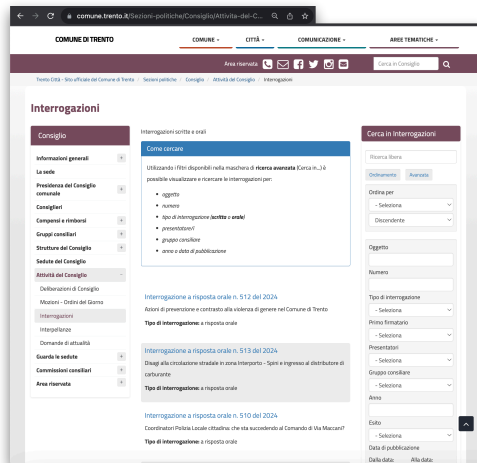 comune.trento.it/Sezioni-politiche/Consiglio/Attivita-del-C...
COMUNE DI TRENTO
COMUNE
CITTÀ
COMUNICAZIONE
AREE TEMATICHE
Area riservata
Cerca in Consiglio
Trento Città - Sito ufficiale del Comune di Trento / Sezioni politiche / Consiglio / Attività del Consiglio / Interrogazioni
Interrogazioni
Consiglio
Informazioni generali +
La sede
Presidenza del Consiglio comunale +
Consiglieri
Compensi e rimborsi +
Gruppi consiliari +
Strutture del Consiglio +
Sedute del Consiglio
Attività del Consiglio -
Deliberazioni di Consiglio
Mozioni - Ordini del Giorno
Interrogazioni
Interpellanze
Domande di attualità
Guarda le sedute +
Commissioni consiliari +
Area riservata +
Interrogazioni scritte e orali
Come cercare
Utilizzando i filtri disponibili nella maschera di ricerca avanzata (Cerca in...) è
possibile visualizzare e ricercare le interrogazioni per:
• oggetto
• numero
• tipo di interrogazione (scritta o orale)
• presentatore/i
• gruppo consiliare
• anno o data di pubblicazione
Interrogazione a risposta orale n. 512 del 2024
Azioni di prevenzione e contrasto alla violenza di genere nel Comune di Trento
Tipo di interrogazione: a risposta orale
Interrogazione a risposta orale n. 513 del 2024
Disagi alla circolazione stradale in zona Interporto - Spini e ingresso al distributore di
carburante
Tipo di interrogazione: a risposta orale
Interrogazione a risposta orale n. 510 del 2024
Coordinatori Polizia Locale cittadina: che sta succedendo al Comando di Via Maccani?
Tipo di interrogazione: a risposta orale
Cerca in Interrogazioni
Ricerca libera
Ordinamento Avanzata
Ordina per
- Seleziona
Discendente
Oggetto
Numero
Tipo di interrogazione
- Seleziona
Primo firmatario
- Seleziona
Presentatori
- Seleziona
Gruppo consiliare
- Seleziona
Anno
Esito
- Seleziona
Data di pubblicazione
Dalla data: Alla data: